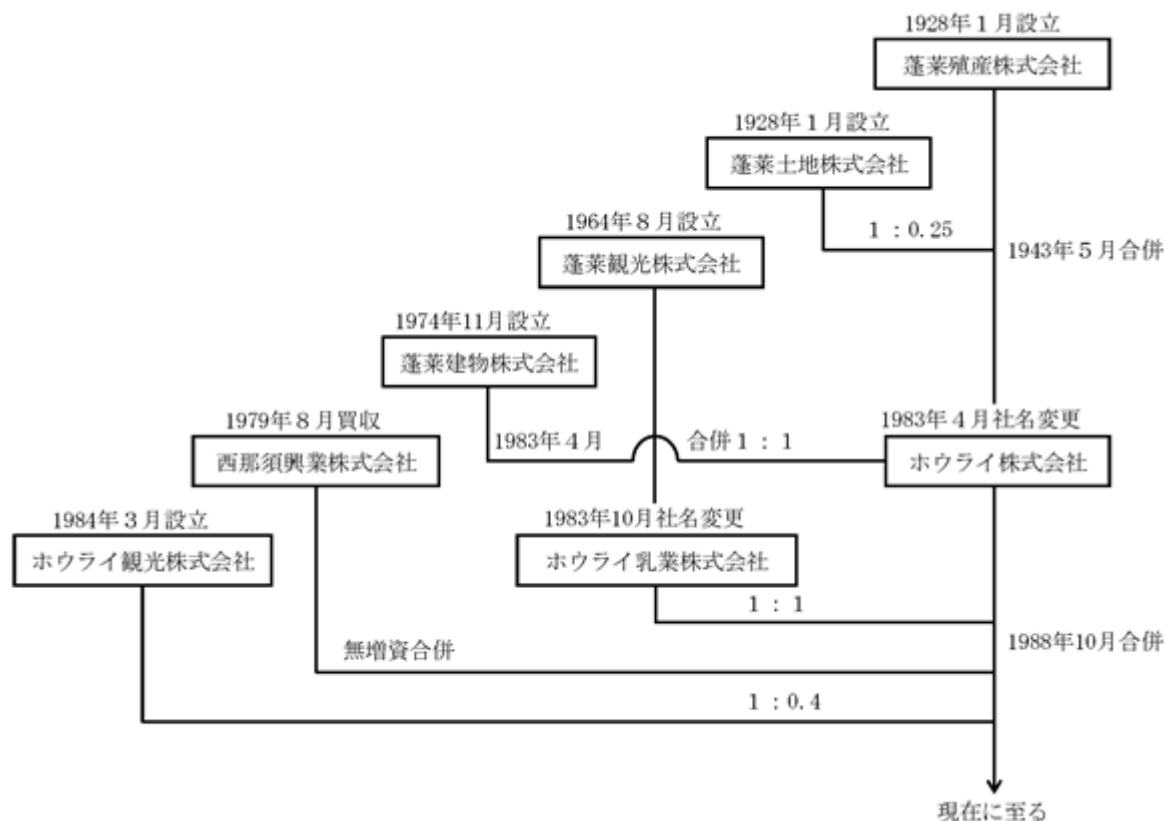 1928年1月設立
蓬莱殖産株式会社
1928年1月設立
蓬莱土地株式会社
1:0.25
1943年5月合併
1964年8月設立
蓬莱観光株式会社
1974年11月設立
蓬莱建物株式会社
1979年8月買収
西那須興業株式会社
1983年4月 合併1:1
1983年4月社名変更
ホウライ株式会社
1984年3月設立
ホウライ観光株式会社
1983年10月社名変更
ホウライ乳業株式会社
1:1
1988年10月合併
無増資合併
1:0.4
現在に至る